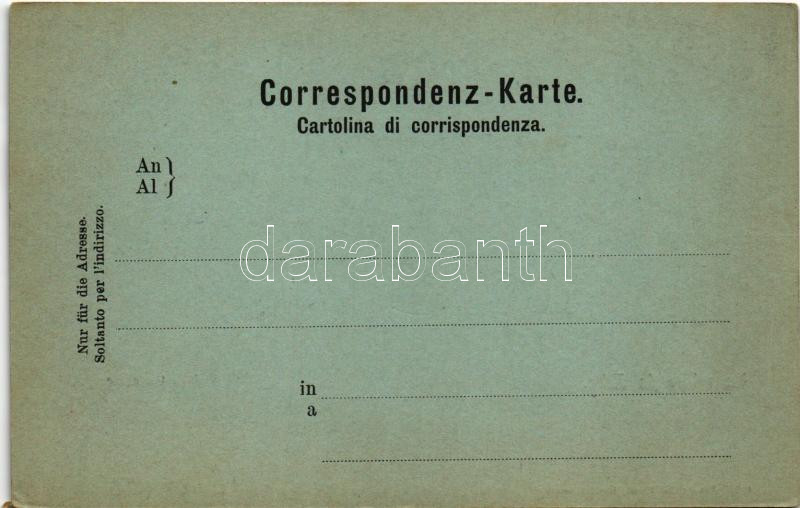 Correspondenz-Karte.
Cartolina di corrispondenza.
An }
Al
Nur für die Adresse.
Soltanto per l'indirizzo.
darabanth
in
a